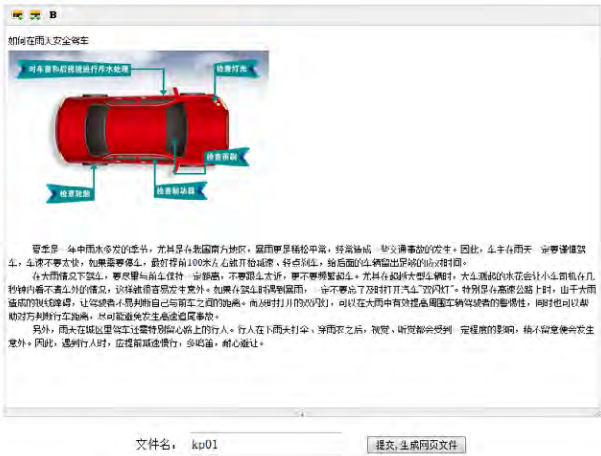 B
如何在雨天安全驾车
对车窗和后视镜进行斥水处理
检查灯光
检查雨刷
检查轮胎
检查制动器
夏季是一年中雨水多发的季节，尤其是在我国南方地区，暴雨更是稀松平常，经常造成一些交通事故的发生。因此，车主在雨天一定要谨慎驾
车，车速不要太快，如果需要停车，最好提前100米左右就开始减速、轻点刹车，给后面的车辆留出足够的应对时间。
在大雨情况下驾车，要尽量与前车保持一定距离，不要跟车太近，更不要频繁超车。尤其在超越大型车辆时，大车溅起的水花会让小车司机在几
秒钟内看不清车外的情况，这样就很容易发生意外。如果在驾车时遇到暴雨，一定不要忘了及时打开汽车“双闪灯”。特别是在高速公路上时，由于大雨
造成的视线障碍，让驾驶者不易判断自己与前车之间的距离。而及时打开的双闪灯，可以在大雨中有效提高周围车辆驾驶者的警惕性，同时也可以帮
助对方判断行车距离，尽可能避免发生高速追尾事故。
另外，雨天在城区里驾车还需特别留心路上的行人。行人在下雨天打伞、穿雨衣之后，视觉、听觉都会受到一定程度的影响，稍不留意便会发生
意外。因此，遇到行人时，应提前减速慢行，多鸣笛，耐心避让。
文件名： kp01 提交，生成网页文件